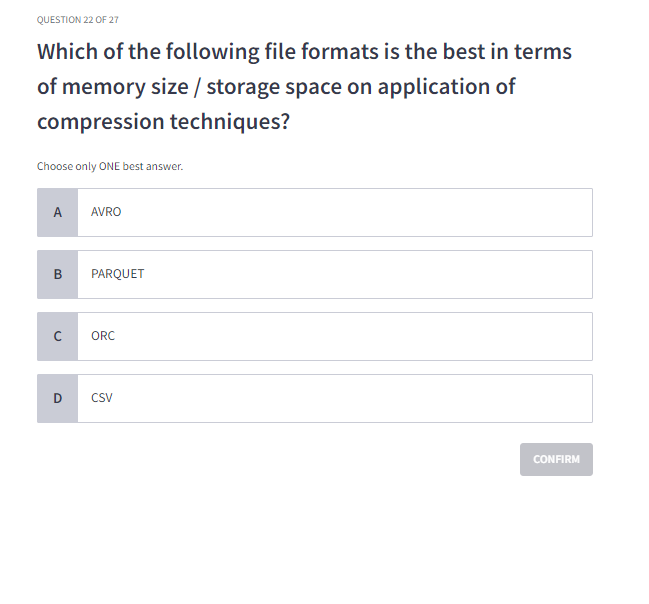 QUESTION 22 OF 27
Which of the following file formats is the best in terms
of memory size / storage space on application of
compression techniques?
Choose only ONE best answer.
A AVRO
B PARQUET
C ORC
D CSV
CONFIRM